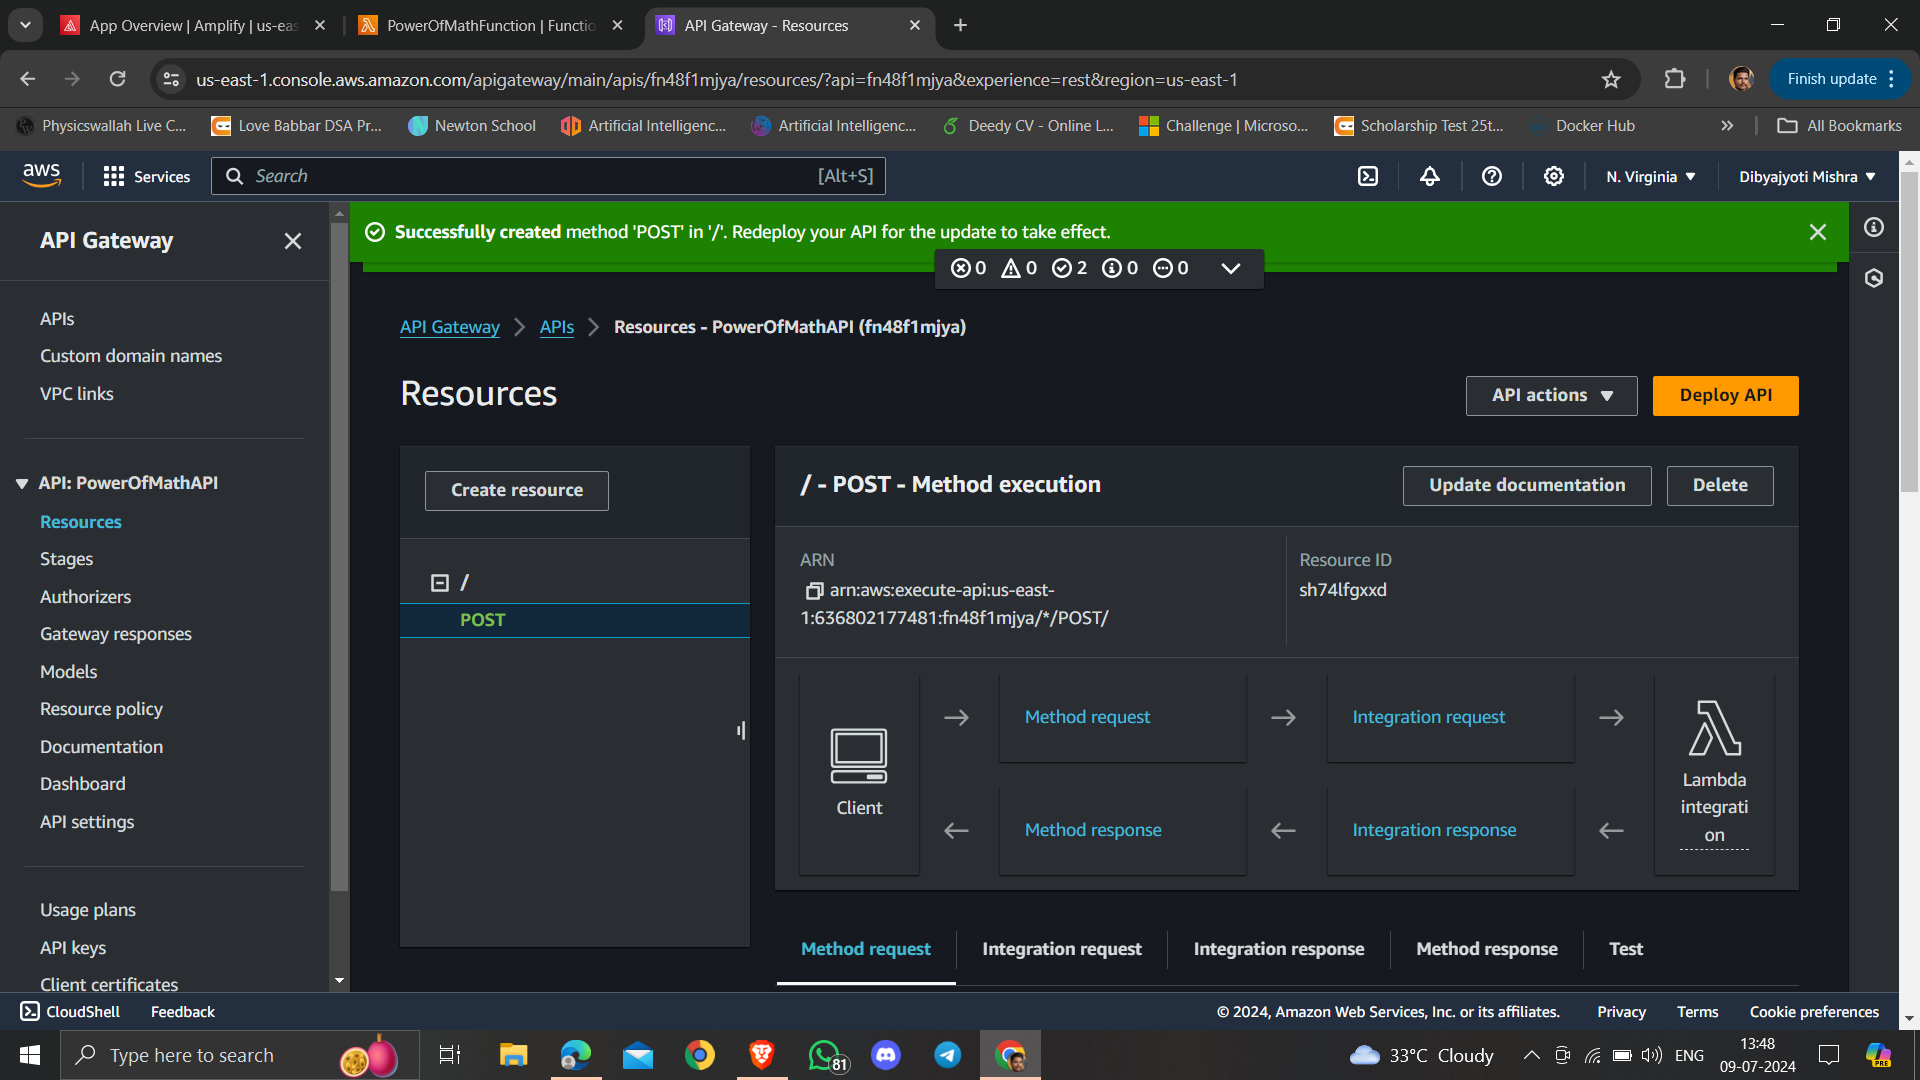 App Overview | Amplify | us-eas
PowerOfMathFunction | Functio
API Gateway - Resources
us-east-1.console.aws.amazon.com/apigateway/main/apis/fn48f1mjya/resources/?api=fn48f1mjya&experience=rest&region=us-east-1
Finish update
Physicswallah Live C...
Love Babbar DSA Pr...
Newton School
Artificial Intelligenc...
Artificial Intelligenc...
Deedy CV - Online L...
Challenge | Microso...
Scholarship Test 25t...
Docker Hub
All Bookmarks
aws
Services
Search
[Alt+S]
N. Virginia
Dibyajyoti Mishra
API Gateway
Successfully created method 'POST' in '/'. Redeploy your API for the update to take effect.
0 0 2 0 0
APIs
Custom domain names
VPC links
API: PowerOfMathAPI
Resources
Stages
Authorizers
Gateway responses
Models
Resource policy
Documentation
Dashboard
API settings
Usage plans
API keys
Client certificates
API Gateway
APIs
Resources - PowerOfMathAPI (fn48f1mjya)
Resources
API actions
Deploy API
Create resource
/
POST
/ - POST - Method execution
Update documentation
Delete
ARN
arn:aws:execute-api:us-east-
1:636802177481:fn48f1mjya/*/POST/
Resource ID
sh74lfgxxd
Client
Method request
Integration request
Method response
Integration response
Lambda
integrati
on
Method request
Integration request
Integration response
Method response
Test
CloudShell
Feedback
© 2024, Amazon Web Services, Inc. or its affiliates.
Privacy
Terms
Cookie preferences
Type here to search
81
33°C Cloudy
ENG
13:48
09-07-2024
PRE